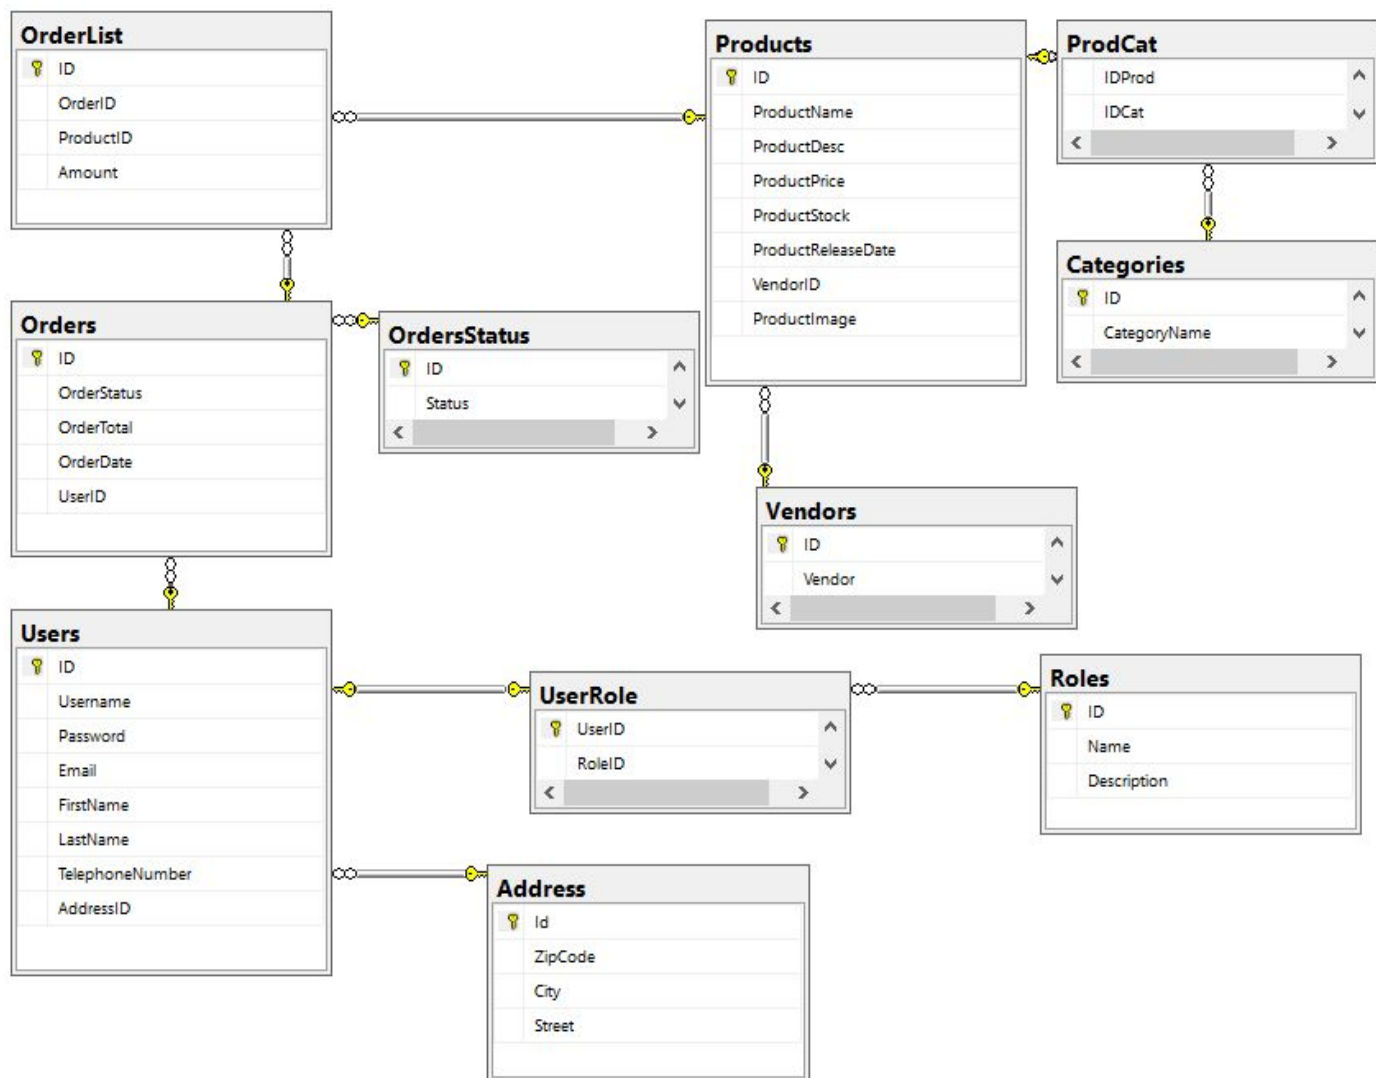 OrderList
ID
OrderID
ProductID
Amount
Products
ID
ProductName
ProductDesc
ProductPrice
ProductStock
ProductReleaseDate
VendorID
ProductImage
ProdCat
IDProd
IDCat
Categories
ID
CategoryName
Orders
ID
OrderStatus
OrderTotal
OrderDate
UserID
OrdersStatus
ID
Status
Vendors
ID
Vendor
Users
ID
Username
Password
Email
FirstName
LastName
TelephoneNumber
AddressID
UserRole
UserID
RoleID
Roles
ID
Name
Description
Address
Id
ZipCode
City
Street